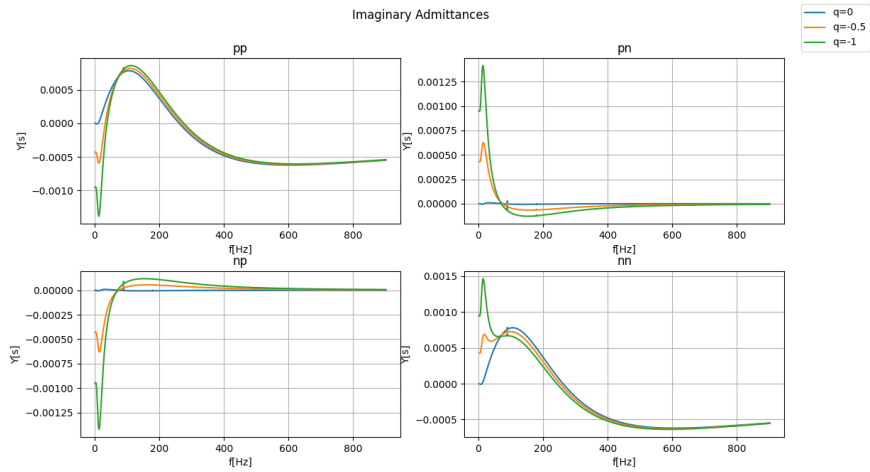 Imaginary Admittances
q=0
q=-0.5
q=-1
pp
Y[s]
0.0005
0.0000
−0.0005
−0.0010
0
200
400
600
800
f[Hz]
pn
Y[s]
0.00125
0.00100
0.00075
0.00050
0.00025
0.00000
0
200
400
600
800
f[Hz]
np
Y[s]
0.00000
−0.00025
−0.00050
−0.00075
−0.00100
−0.00125
0
200
400
600
800
f[Hz]
nn
Y[s]
0.0015
0.0010
0.0005
0.0000
−0.0005
0
200
400
600
800
f[Hz]